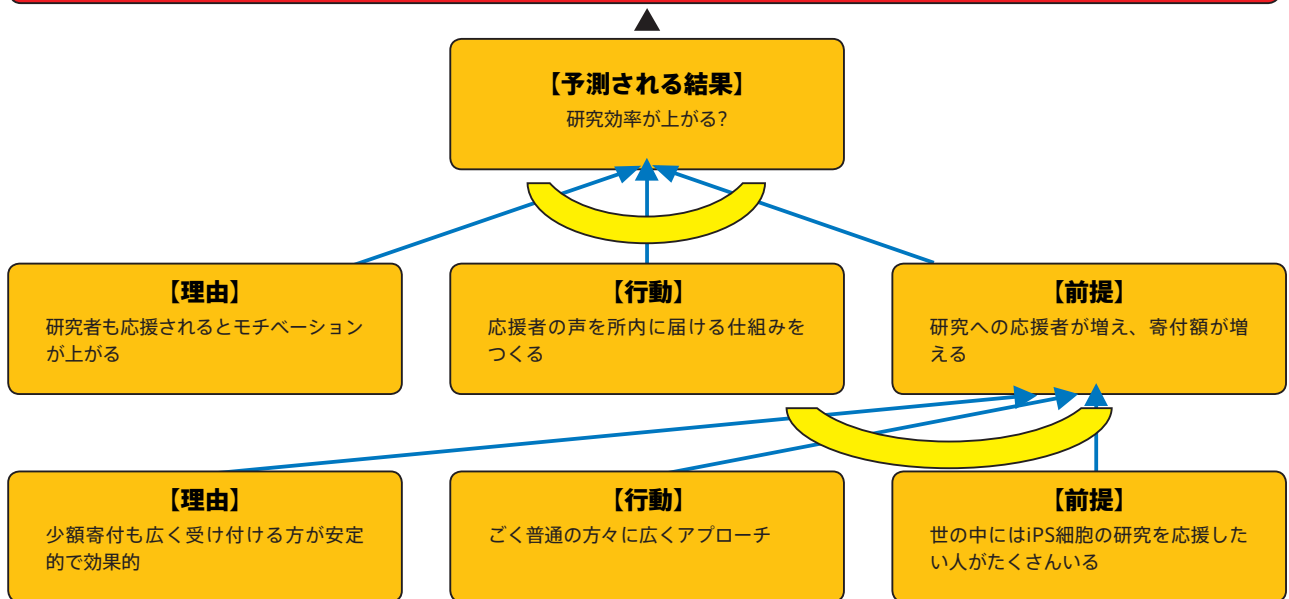 【予測される結果】
研究効率が上がる?
【理由】
研究者も応援されるとモチベーション
が上がる
【行動】
応援者の声を所内に届ける仕組みを
つくる
【前提】
研究への応援者が増え、寄付額が増
える
【理由】
少額寄付も広く受け付ける方が安定
的で効果的
【行動】
ごく普通の方々に広くアプローチ
【前提】
世の中にはiPS細胞の研究を応援した
い人がたくさんいる